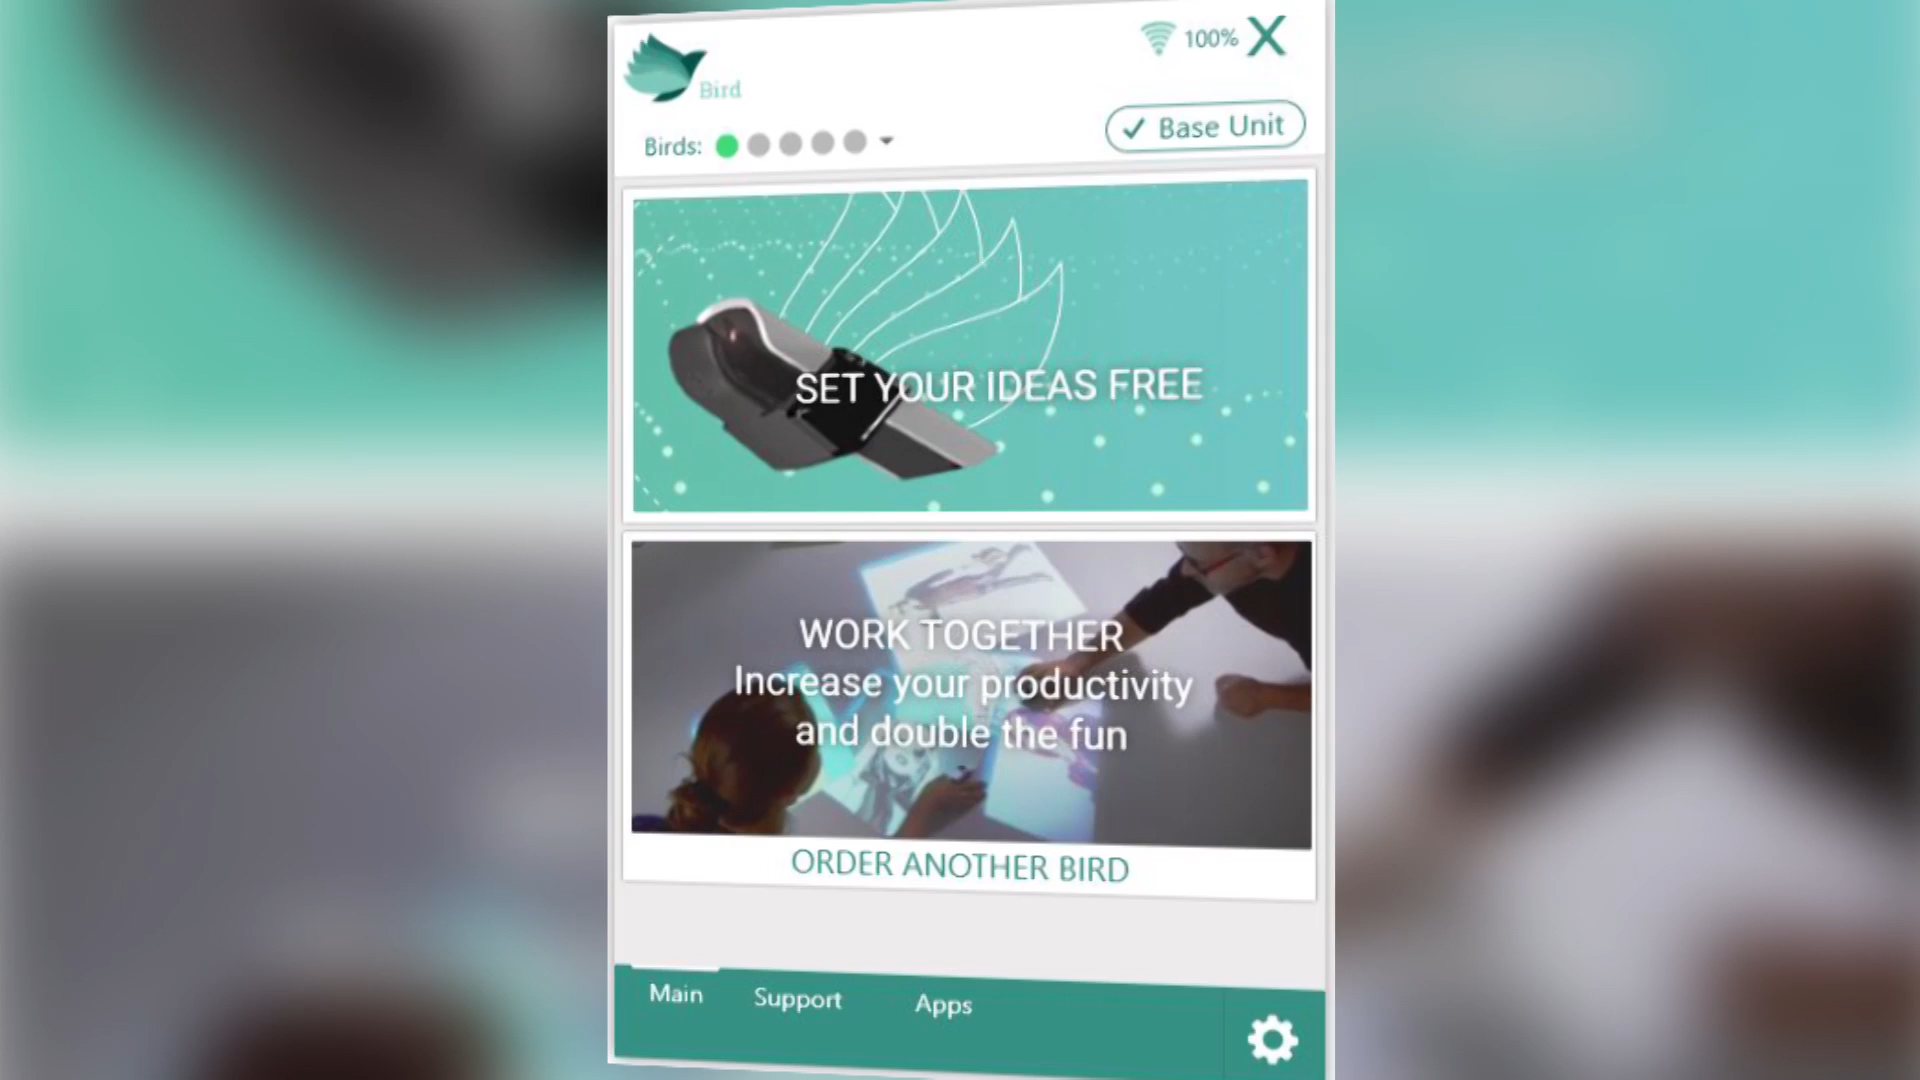 100% X
Bird
Birds:
Base Unit
SET YOUR IDEAS FREE
WORK TOGETHER
Increase your productivity
and double the fun
ORDER ANOTHER BIRD
Main Support Apps